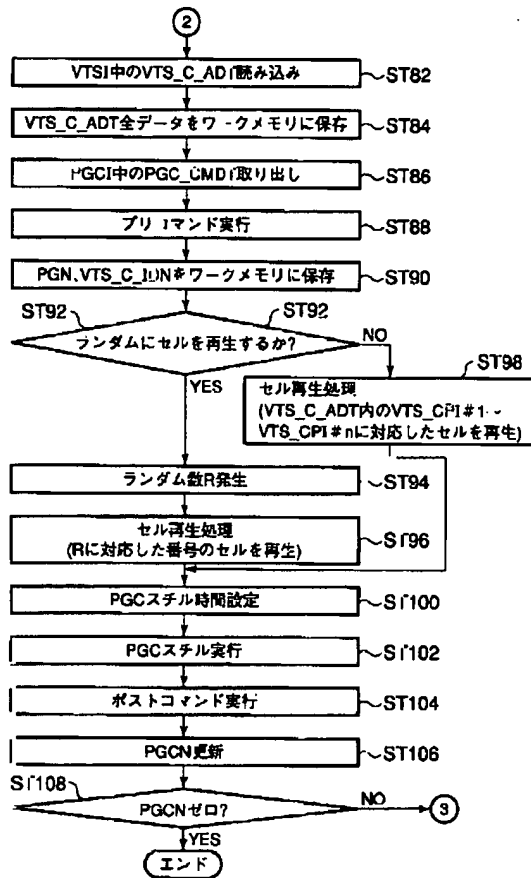 2
VTSI中のVTS_C_ADT読み込み
ST82
VTS_C_ADT全データをワークメモリに保存
ST84
PGCI中のPGC_CMDT取り出し
ST86
プリコマンド実行
ST88
PGN、VTS_C_IDNをワークメモリに保存
ST90
ST92
ST92
ランダムにセルを再生するか?
NO
YES
ST98
セル再生処理
(VTS_C_ADT内のVTS_CPI#1~
VTS_CPI#nに対応したセルを再生)
ランダム数R発生
ST94
セル再生処理
(Rに対応した番号のセルを再生)
ST96
PGCスチル時間設定
ST100
PGCスチル実行
ST102
ポストコマンド実行
ST104
PGCN更新
ST106
ST108
PGCNゼロ?
NO
3
YES
エンド